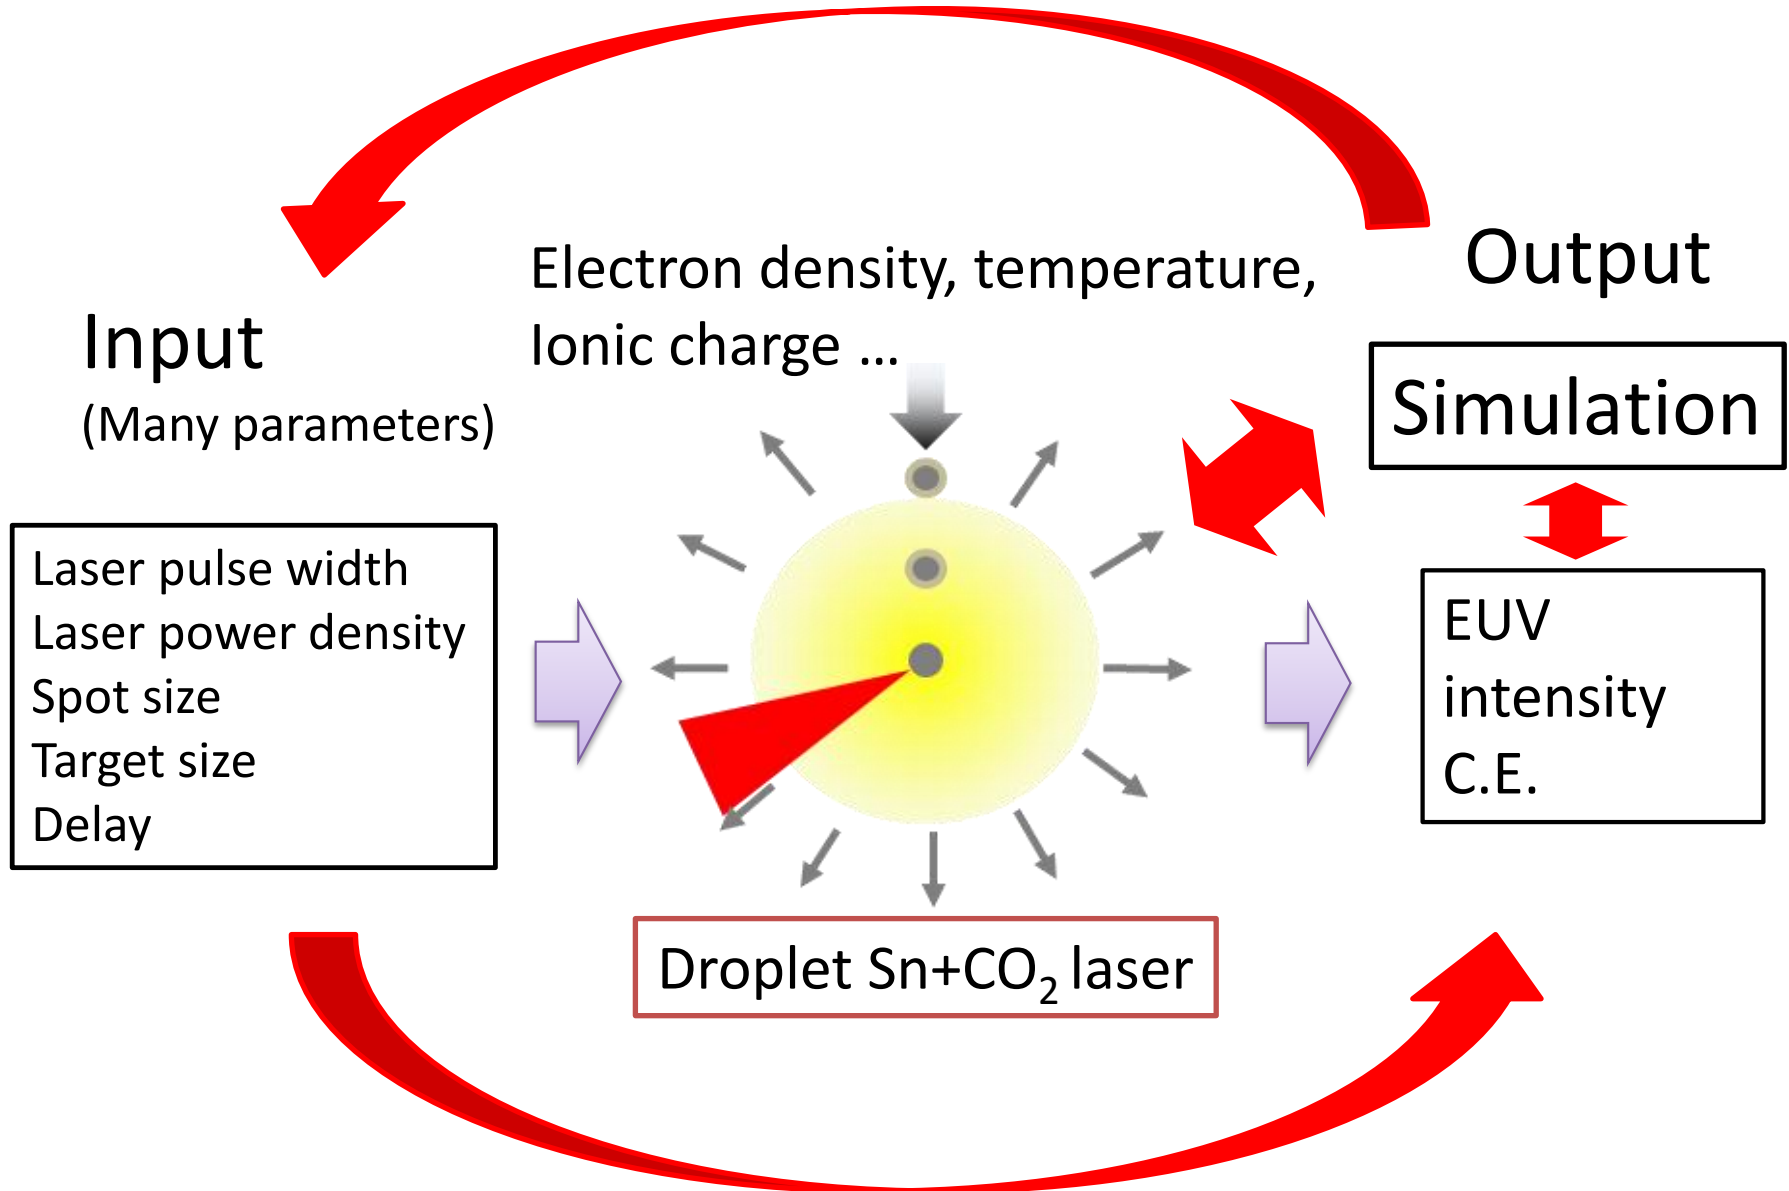 Input
(Many parameters)
Laser pulse width
Laser power density
Spot size
Target size
Delay
Electron density, temperature,
Ionic charge ...
Droplet Sn+CO₂ laser
Output
Simulation
EUV
intensity
C.E.